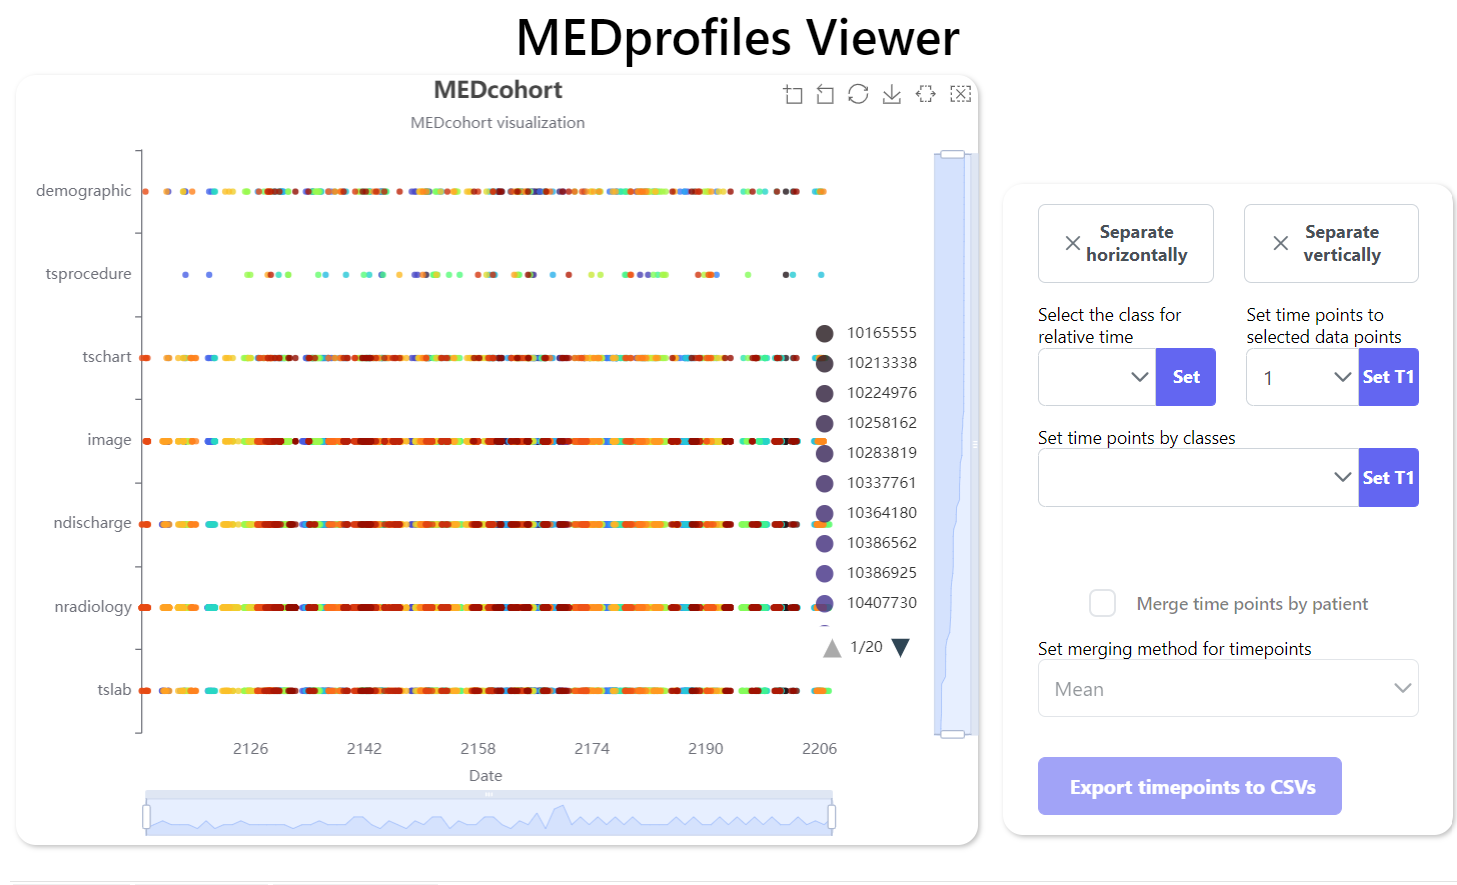 MEDprofiles Viewer
MEDcohort
MEDcohort visualization
demographic
tsprocedure
tschart
image
ndischarge
nradiology
tslab
10165555
10213338
10224976
10258162
10283819
10337761
10364180
10386562
10386925
10407730
1/20
2126 2142 2158 2174 2190 2206
Date
Separate
horizontally
Separate
vertically
Select the class for
relative time
Set
Set time points to
selected data points
1
Set T1
Set time points by classes
Set T1
Merge time points by patient
Set merging method for timepoints
Mean
Export timepoints to CSVs